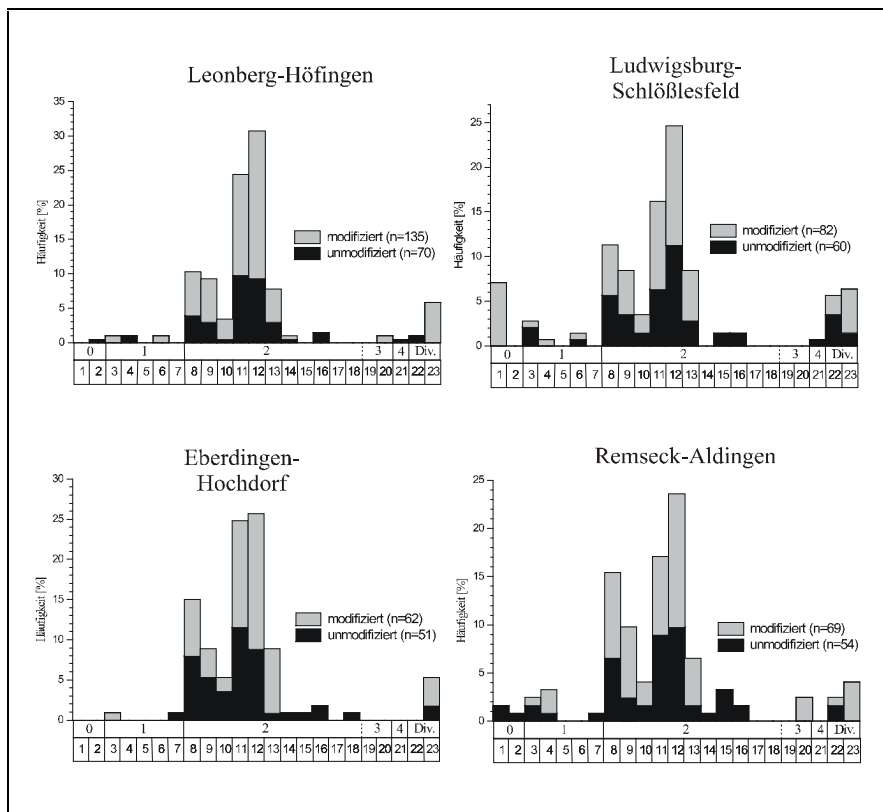 Leonberg-Höfingen
35
30
25
20
15
10
5
0
Häufigkeit [%]
modifiziert (n=135)
unmodifiziert (n=70)
0 1 2 3 4 Div.
1 2 3 4 5 6 7 8 9 10 11 12 13 14 15 16 17 18 19 20 21 22 23
Ludwigsburg-
Schlößlesfeld
25
20
15
10
5
0
Häufigkeit [%]
modifiziert (n=82)
unmodifiziert (n=60)
0 1 2 3 4 Div.
1 2 3 4 5 6 7 8 9 10 11 12 13 14 15 16 17 18 19 20 21 22 23
Eberdingen-
Hochdorf
30
25
20
15
10
5
0
Häufigkeit [%]
modifiziert (n=62)
unmodifiziert (n=51)
0 1 2 3 4 Div.
1 2 3 4 5 6 7 8 9 10 11 12 13 14 15 16 17 18 19 20 21 22 23
Remseck-Aldingen
25
20
15
10
5
0
Häufigkeit [%]
modifiziert (n=69)
unmodifiziert (n=54)
0 1 2 3 4 Div.
1 2 3 4 5 6 7 8 9 10 11 12 13 14 15 16 17 18 19 20 21 22 23